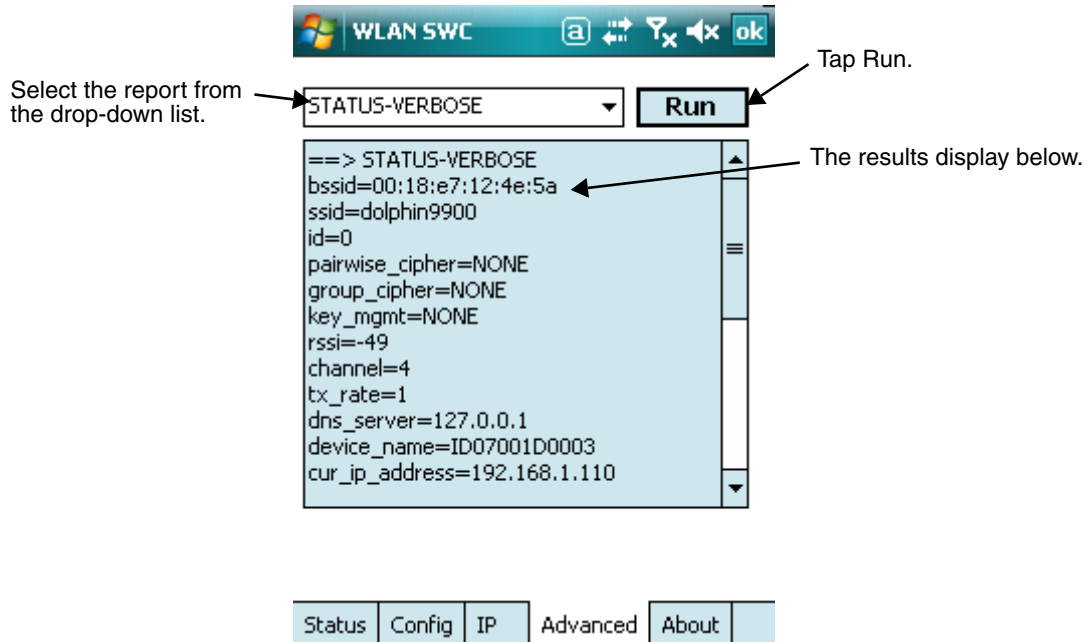 WLAN SWC
a
ok
Tap Run.
Select the report from
the drop-down list.
STATUS-VERBOSE
Run
==> STATUS-VERBOSE
The results display below.
bssid=00:18:e7:12:4e:5a
ssid=dolphin9900
id=0
pairwise_cipher=NONE
group_cipher=NONE
key_mgmt=NONE
rssi=-49
channel=4
tx_rate=1
dns_server=127.0.0.1
device_name=ID07001D0003
cur_ip_address=192.168.1.110
Status Config IP Advanced About